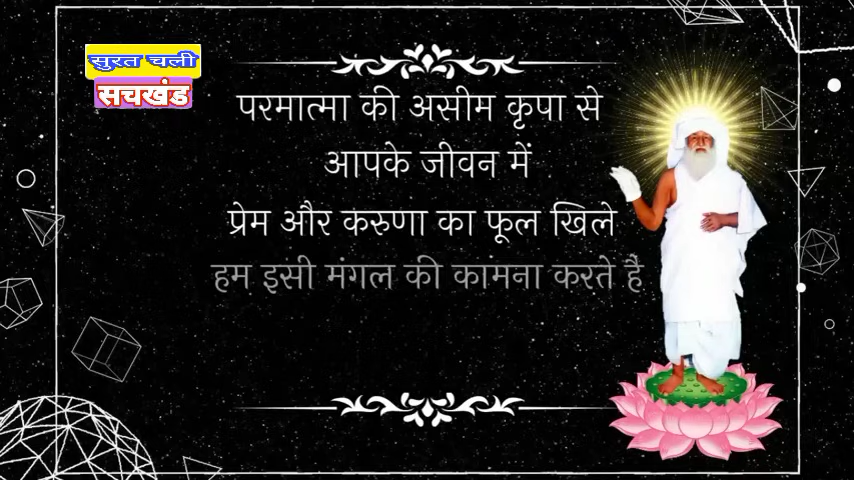 सुरत चली
सचखंड
परमात्मा की असीम कृपा से
आपके जीवन में
प्रेम और करुणा का फूल खिले
हम इसी मंगल की कामना करते हैं